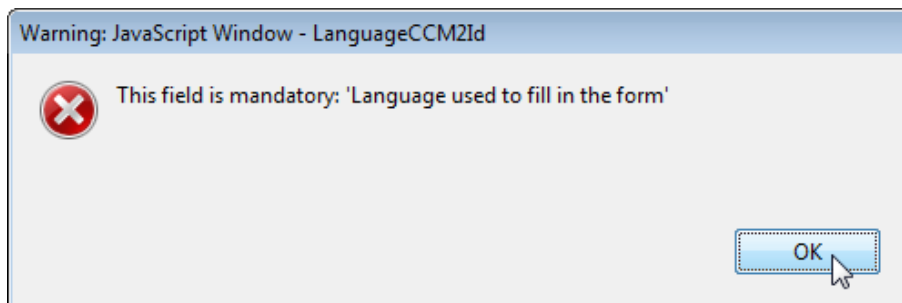 Warning: JavaScript Window - LanguageCCM2Id
This field is mandatory: 'Language used to fill in the form'
OK